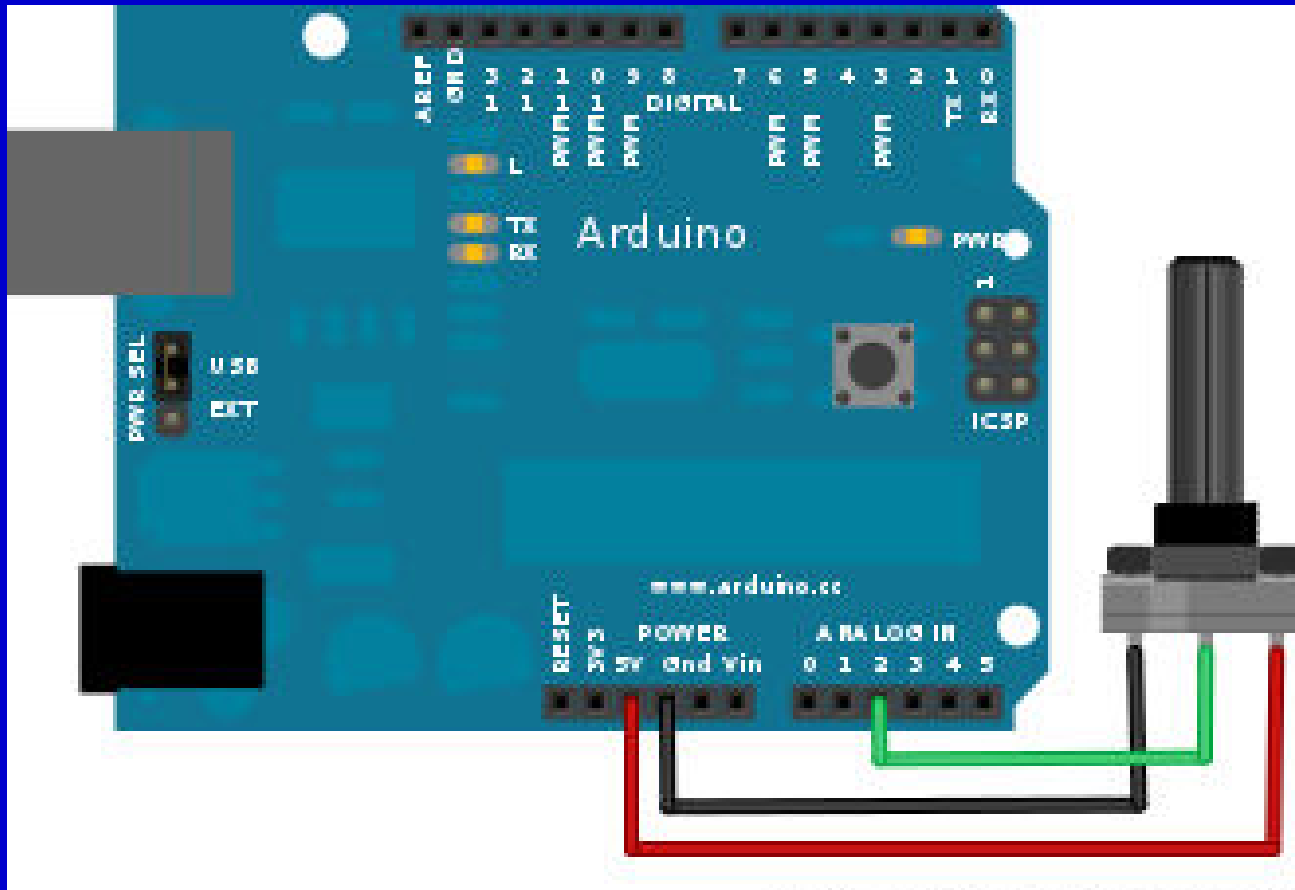 AREF
GND
13
12
11
10
9
8
7
6
5
4
3
2
1
0
PWM
PWM
PWM
DIGITAL
PWM
PWM
PWM
TX
RX
L
TX
RX
Arduino
PWR
1
PWR SEL
USB
EXT
ICSP
www.arduino.cc
RESET
3V3
POWER
ANALOG IN
5V Gnd Vin
0 1 2 3 4 5